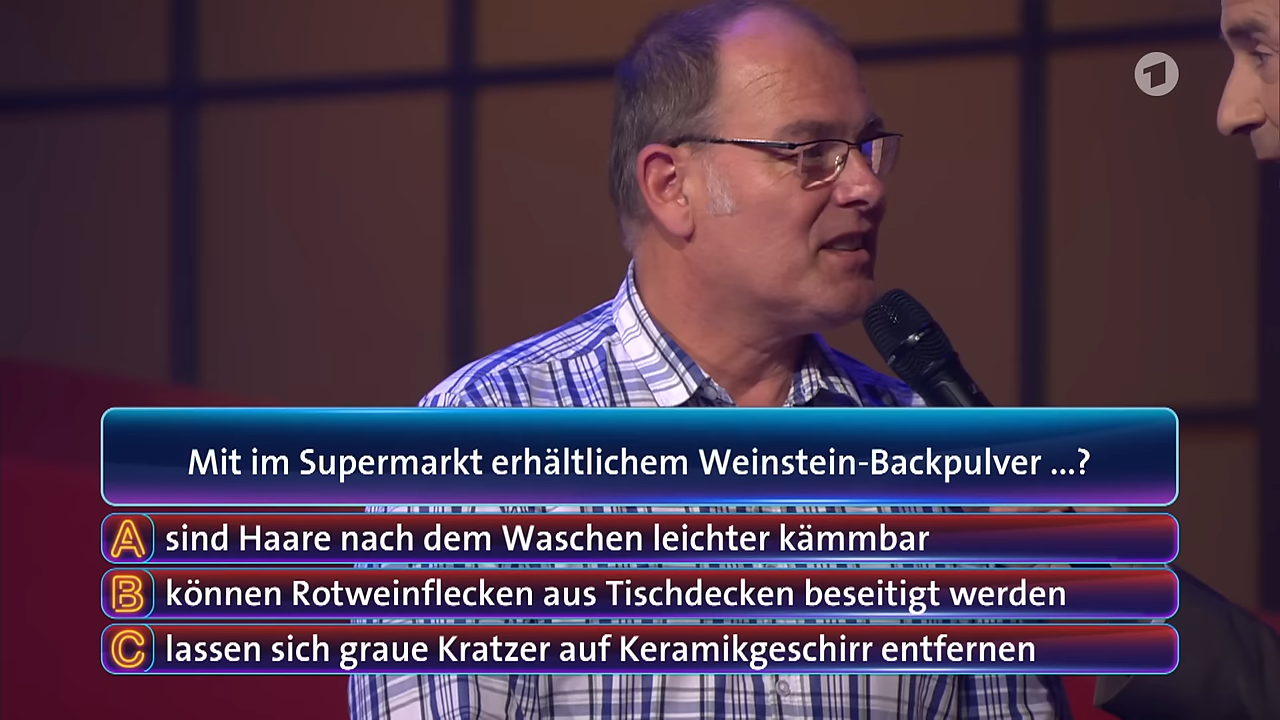 1
Mit im Supermarkt erhältlichem Weinstein-Backpulver ...?
A sind Haare nach dem Waschen leichter kämmbar
B können Rotweinflecken aus Tischdecken beseitigt werden
C lassen sich graue Kratzer auf Keramikgeschirr entfernen